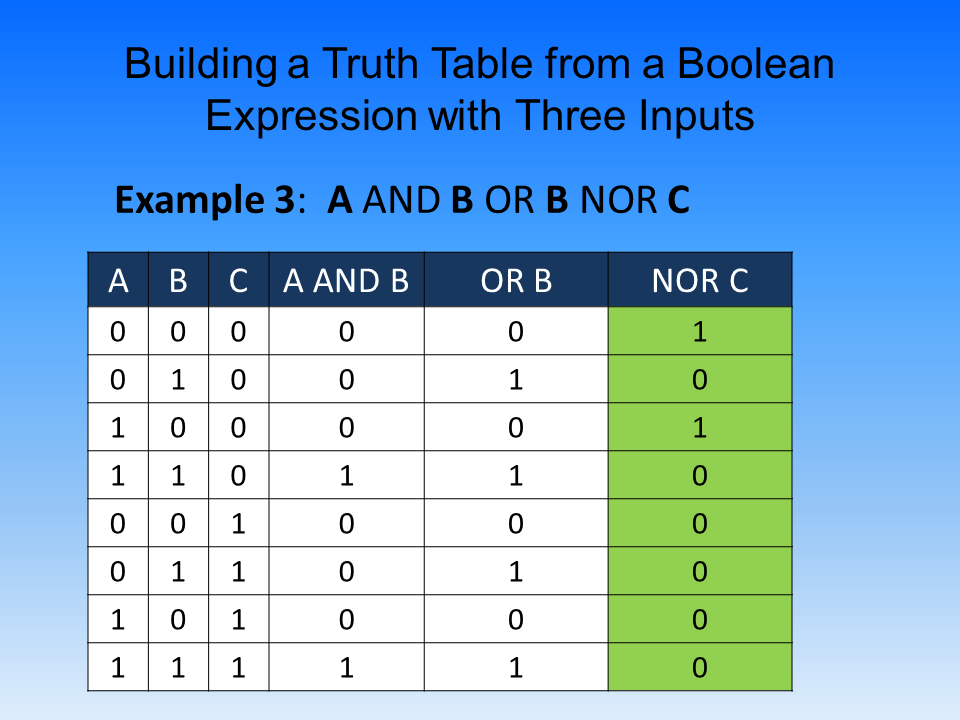 Building a Truth Table from a Boolean
Expression with Three Inputs
Example 3: A AND B OR B NOR C
A B C A AND B OR B NOR C
0 0 0 0 0 1
0 1 0 0 1 0
1 0 0 0 0 1
1 1 0 1 1 0
0 0 1 0 0 0
0 1 1 0 1 0
1 0 1 0 0 0
1 1 1 1 1 0